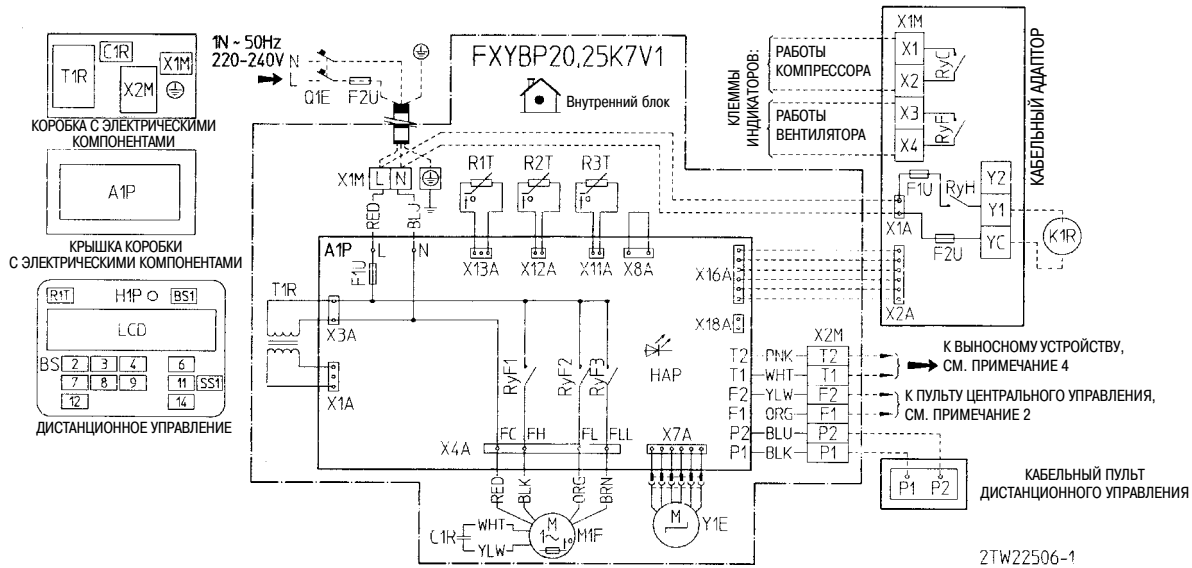 C1R
T1R
X2M
X1M
КОРОБКА С ЭЛЕКТРИЧЕСКИМИ
КОМПОНЕНТАМИ
A1P
КРЫШКА КОРОБКИ
С ЭЛЕКТРИЧЕСКИМИ КОМПОНЕНТАМИ
R1T H1P BS1
LCD
BS 2 3 4 6
7 8 9 11 SS1
12 14
ДИСТАНЦИОННОЕ УПРАВЛЕНИЕ
1N ~ 50Hz
220-240V
N
L
Q1E F2U
FXYBP20,25K7V1
Внутренний блок
X1M L N
RED
BLU
R1T R2T R3T
A1P L N
F1U
X13A X12A X11A X8A
T1R
X3A
X1A
RyF1
RyF2
RyF3
HAP
X16A
X18A
X4A
FC FH FL FLL
X7A
RED
BLK
ORG
BRN
C1R
WHT
YLW
M
1~
M1F
M
Y1E
X2M
T2 PNK T2
T1 WHT T1
F2 YLW F2
F1 ORG F1
P2 BLU P2
P1 BLK P1
К ВЫНОСНОМУ УСТРОЙСТВУ,
СМ. ПРИМЕЧАНИЕ 4
К ПУЛЬТУ ЦЕНТРАЛЬНОГО УПРАВЛЕНИЯ,
СМ. ПРИМЕЧАНИЕ 2
P1 P2
КАБЕЛЬНЫЙ ПУЛЬТ
ДИСТАНЦИОННОГО УПРАВЛЕНИЯ
КЛЕММЫ
ИНДИКАТОРОВ:
РАБОТЫ
КОМПРЕССОРА
РАБОТЫ
ВЕНТИЛЯТОРА
X1M
X1
X2
X3
X4
RyC
RyF1
КАБЕЛЬНЫЙ АДАПТОР
F1U
RyH
X1A
F2U
X2A
Y2
Y1
YC
K1R
2TW22506-1